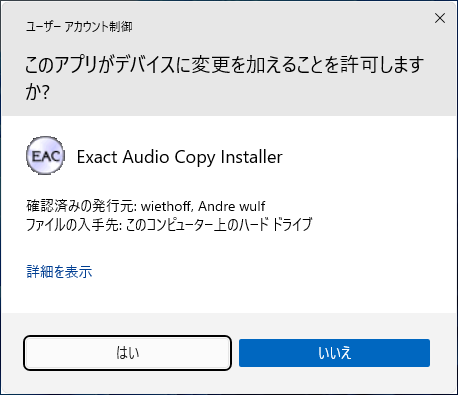 ユーザー アカウント制御
このアプリがデバイスに変更を加えることを許可します
か?
EAC
Exact Audio Copy Installer
確認済みの発行元: wiethoff, Andre wulf
ファイルの入手先: このコンピューター上のハード ドライブ
詳細を表示
はい
いいえ